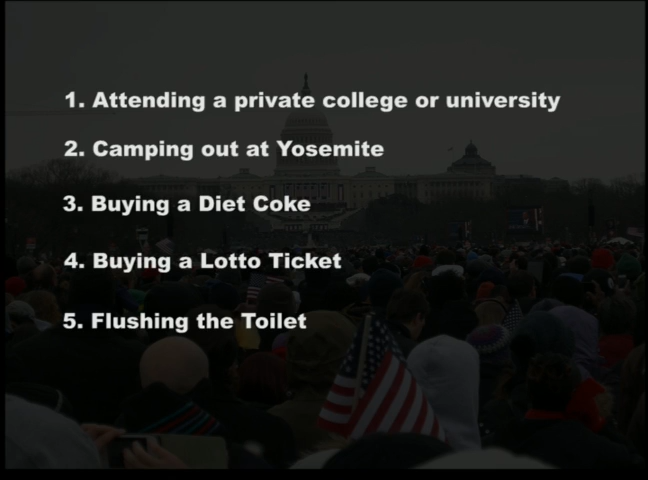 1. Attending a private college or university
2. Camping out at Yosemite
3. Buying a Diet Coke
4. Buying a Lotto Ticket
5. Flushing the Toilet